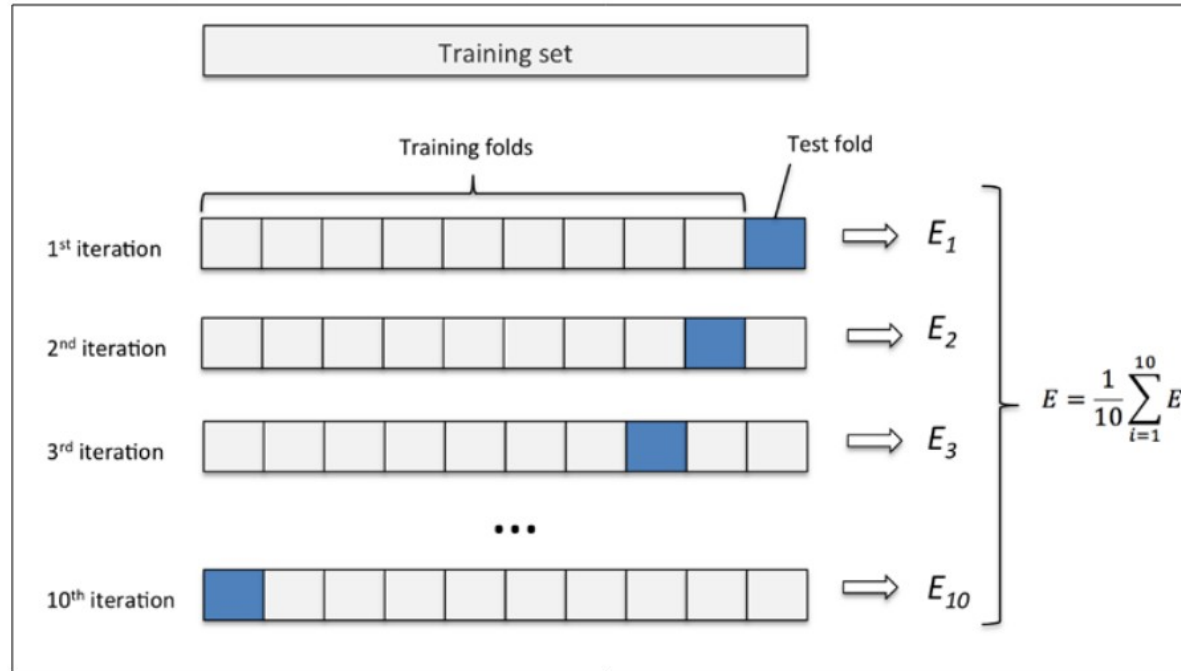 Training set
Training folds
Test fold
1st iteration
E1
2nd iteration
E2
3rd iteration
E3
E = 1/10 ∑ i=1 10 E
...
10th iteration
E10